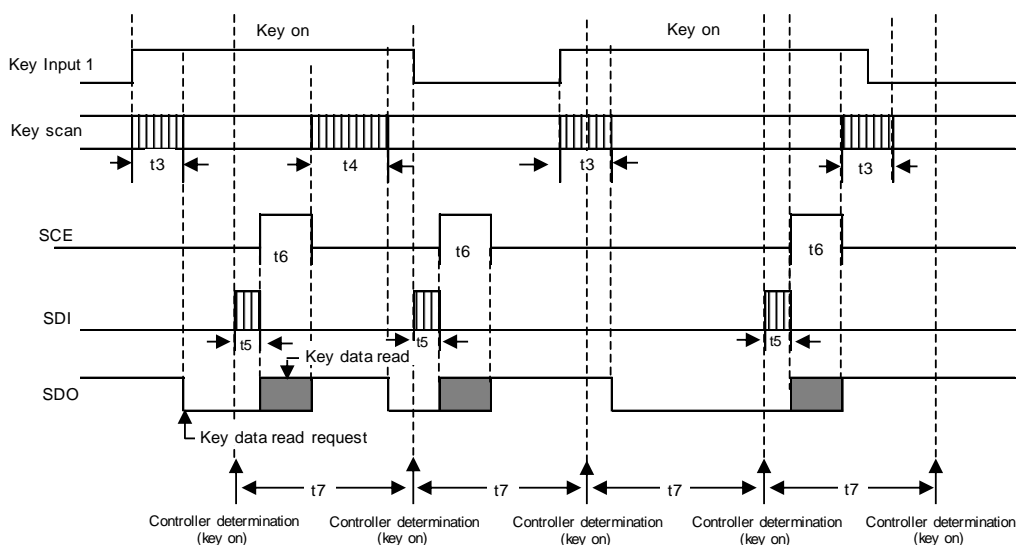 Key on
Key on
Key Input 1
Key scan
t3
t4
t3
t3
SCE
t6
t6
t6
SDI
t5
t5
t5
Key data read
SDO
Key data read request
t7
t7
t7
t7
Controller determination
(key on)
Controller determination
(key on)
Controller determination
(key on)
Controller determination
(key on)
Controller determination
(key on)